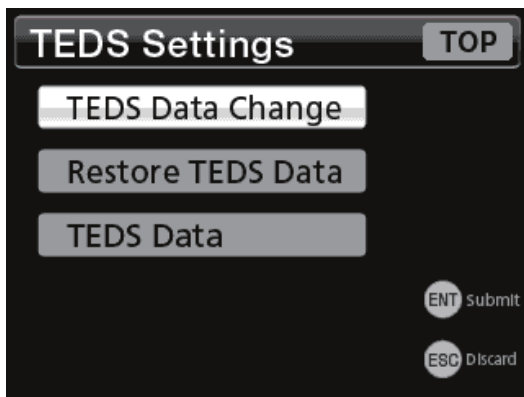 TEDS Settings TOP
TEDS Data Change
Restore TEDS Data
TEDS Data
ENT Submit
ESC Discard